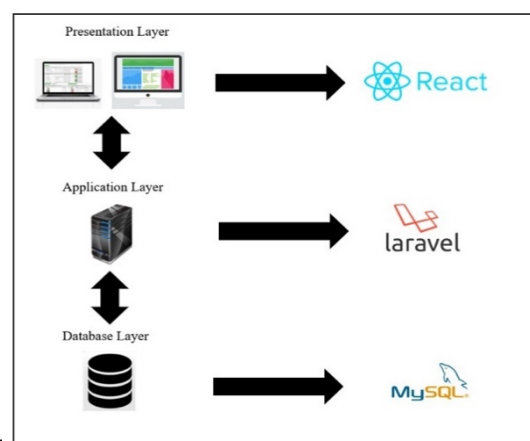 Presentation Layer
React
Application Layer
laravel
Database Layer
MySQL